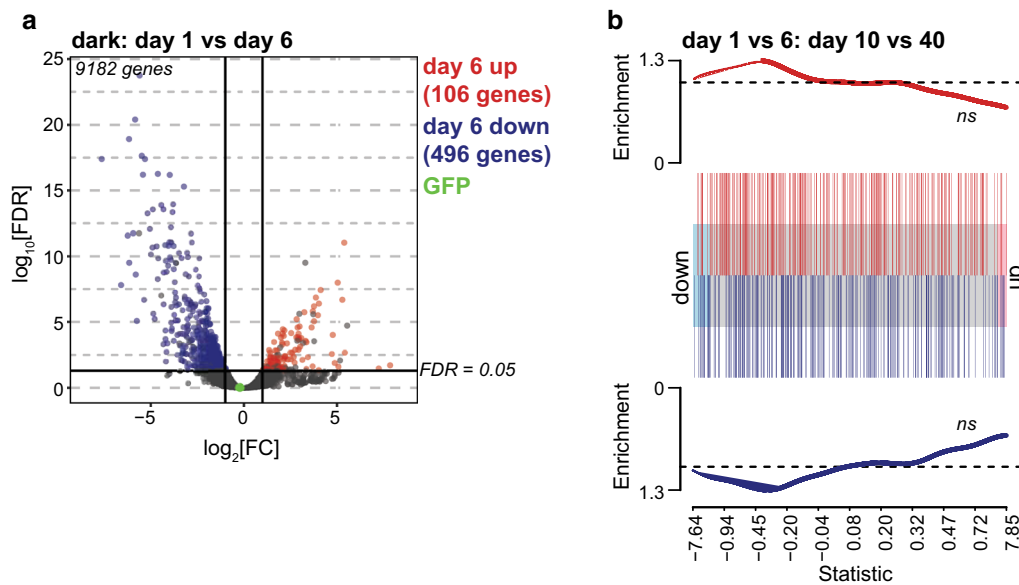 a
dark: day 1 vs day 6
9182 genes
25
20
15
10
5
0
log10[FDR]
−5
0
5
log2[FC]
day 6 up
(106 genes)
day 6 down
(496 genes)
GFP
FDR = 0.05
b
day 1 vs 6: day 10 vs 40
Enrichment
1.3
0
ns
down
up
Enrichment
0
1.3
ns
−7.64
−0.94
−0.45
−0.20
−0.04
0.08
0.20
0.32
0.47
0.72
7.85
Statistic